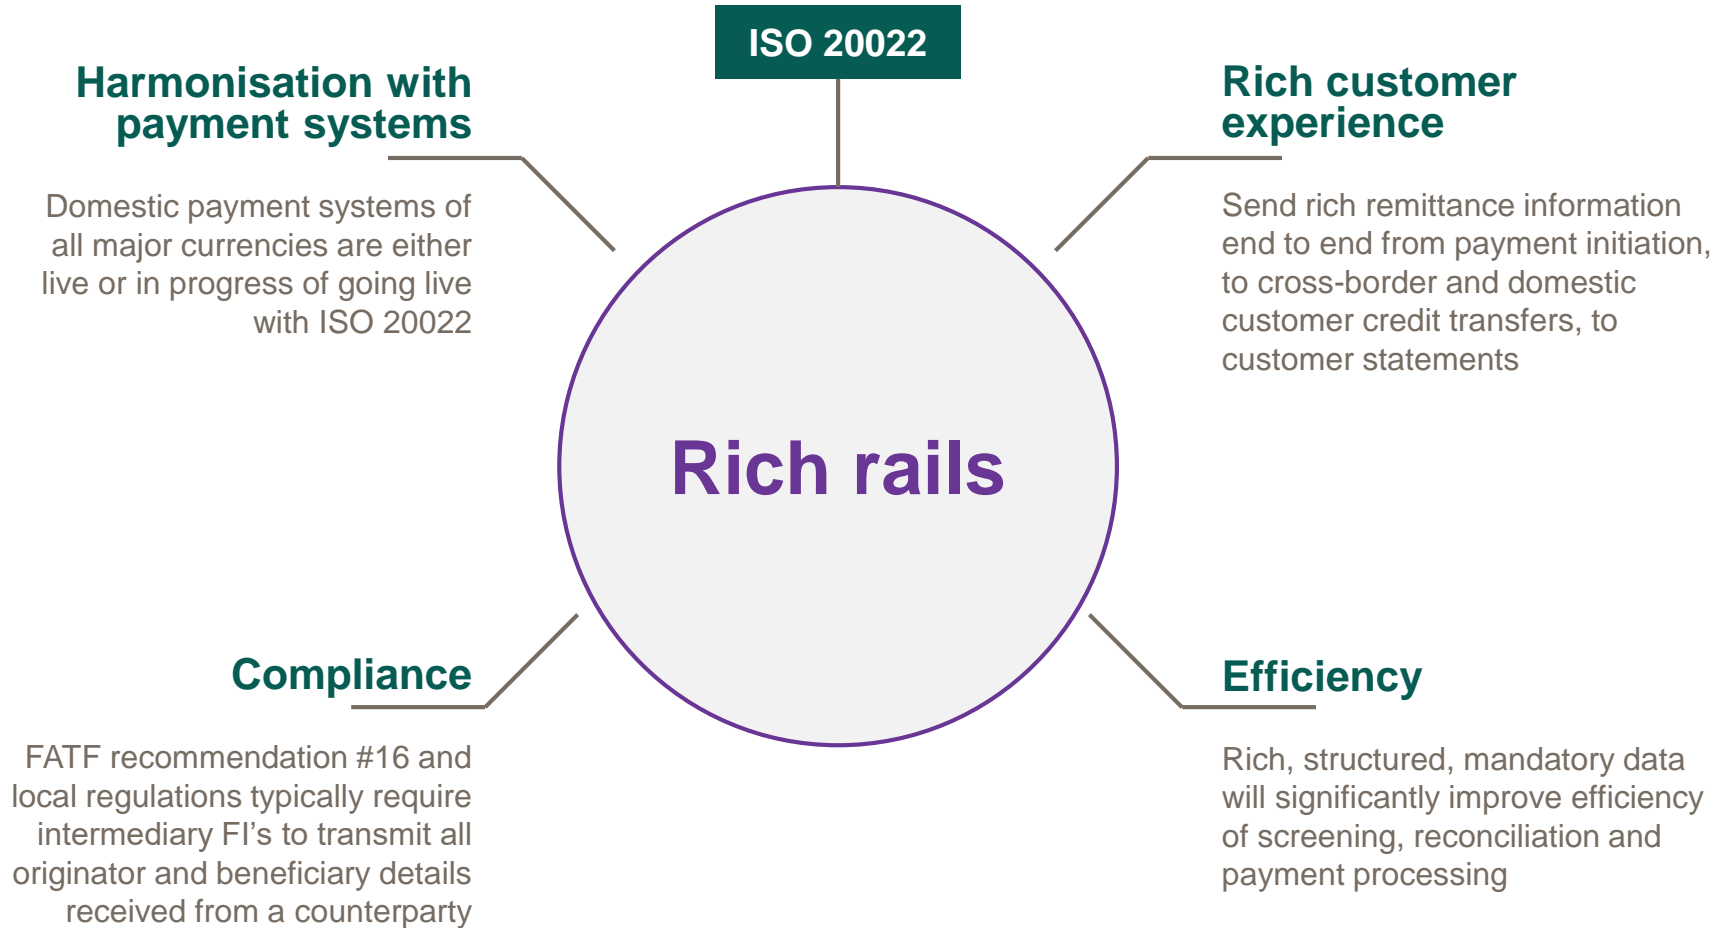 ISO 20022
Harmonisation with
payment systems
Domestic payment systems of
all major currencies are either
live or in progress of going live
with ISO 20022
Rich customer
experience
Send rich remittance information
end to end from payment initiation,
to cross-border and domestic
customer credit transfers, to
customer statements
Rich rails
Compliance
FATF recommendation #16 and
local regulations typically require
intermediary FI’s to transmit all
originator and beneficiary details
received from a counterparty
Efficiency
Rich, structured, mandatory data
will significantly improve efficiency
of screening, reconciliation and
payment processing